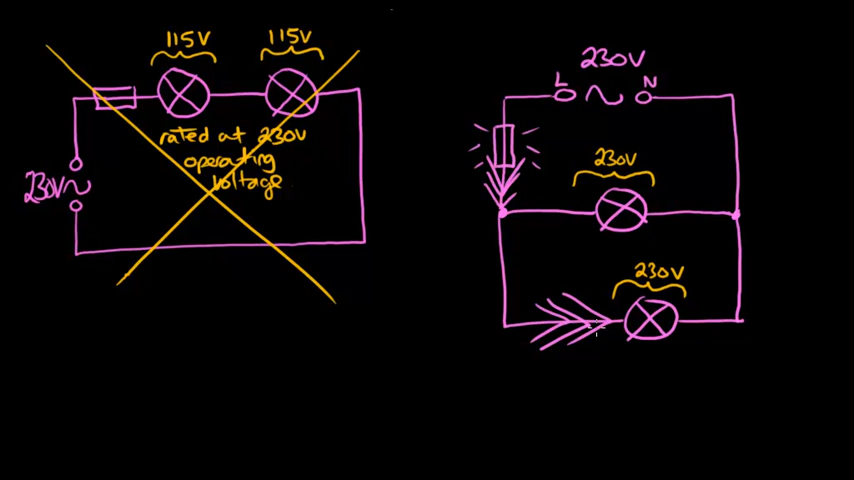 115V
115V
rated at 230V
operating
voltage
230V
230V
L
N
230V
230V